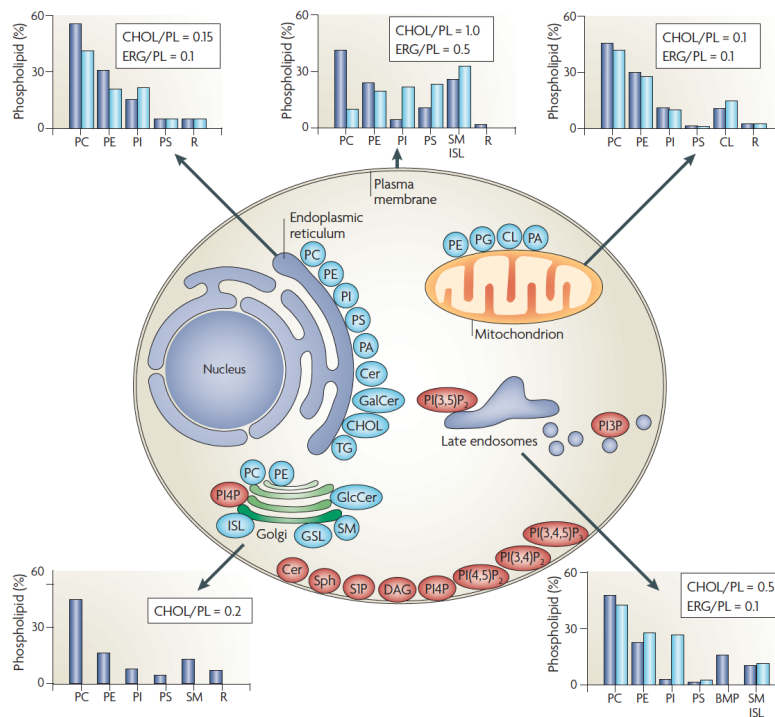 60
30
0
Phospholipid (%)
CHOL/PL = 0.15
ERG/PL = 0.1
PC PE PI PS R
60
30
0
Phospholipid (%)
CHOL/PL = 1.0
ERG/PL = 0.5
PC PE PI PS SM R
ISL
60
30
0
Phospholipid (%)
CHOL/PL = 0.1
ERG/PL = 0.1
PC PE PI PS CL R
Plasma
membrane
Endoplasmic
reticulum
PC
PE
PI
PS
PA
Cer
GalCer
CHOL
TG
Nucleus
PE PG CL PA
Mitochondrion
PI(3,5)P2
Late endosomes
PI3P
PC PE
PI4P
GlcCer
ISL
Golgi
GSL
SM
Cer
Sph
S1P
DAG
PI4P
PI(4,5)P2
PI(3,4)P2
PI(3,4,5)P3
60
30
0
Phospholipid (%)
CHOL/PL = 0.2
PC PE PI PS SM R
60
30
0
Phospholipid (%)
CHOL/PL = 0.5
ERG/PL = 0.1
PC PE PI PS BMP SM
ISL